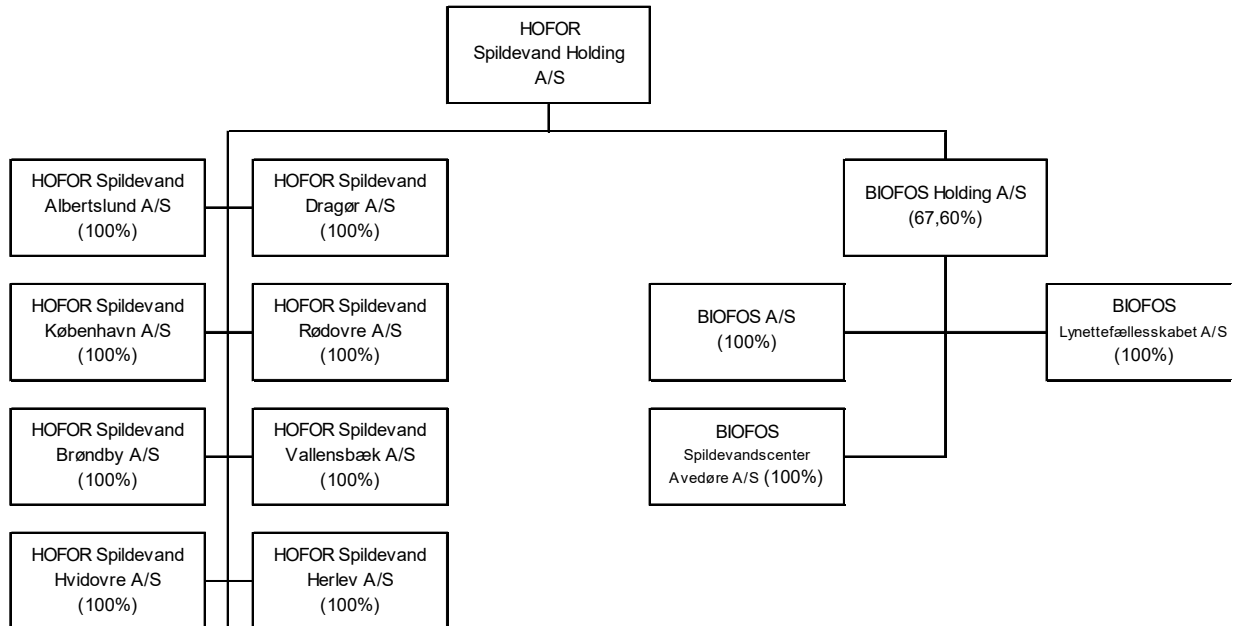 HOFOR
Spildevand Holding
A/S
HOFOR Spildevand
Albertslund A/S
(100%)
HOFOR Spildevand
Dragør A/S
(100%)
BIOFOS Holding A/S
(67,60%)
HOFOR Spildevand
København A/S
(100%)
HOFOR Spildevand
Rødovre A/S
(100%)
BIOFOS A/S
(100%)
BIOFOS
Lynettefællesskabet A/S
(100%)
HOFOR Spildevand
Brøndby A/S
(100%)
HOFOR Spildevand
Vallensbæk A/S
(100%)
BIOFOS
Spildevandscenter
Avedøre A/S (100%)
HOFOR Spildevand
Hvidovre A/S
(100%)
HOFOR Spildevand
Herlev A/S
(100%)